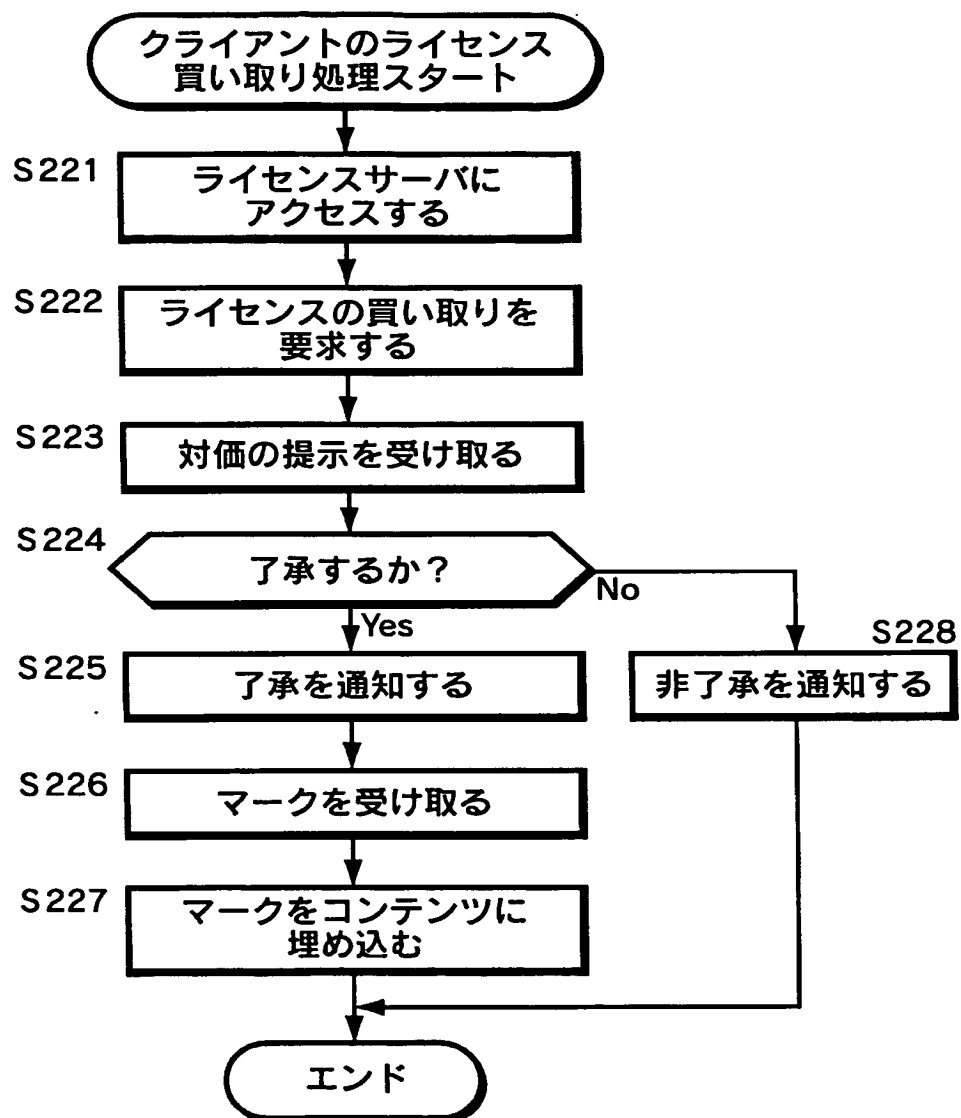 クライアントのライセンス
買い取り処理スタート
S221
ライセンスサーバに
アクセスする
S222
ライセンスの買い取りを
要求する
S223
対価の提示を受け取る
S224
了承するか？
No
Yes
S228
S225
了承を通知する
非了承を通知する
S226
マークを受け取る
S227
マークをコンテンツに
埋め込む
エンド